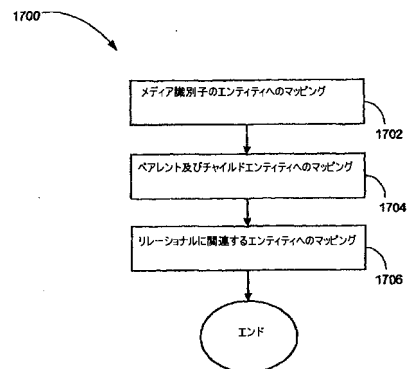 1700
メディア識別子のエンティティへのマッピング
1702
ペアレント及びチャイルドエンティティへのマッピング
1704
リレーショナルに関連するエンティティへのマッピング
1706
エンド